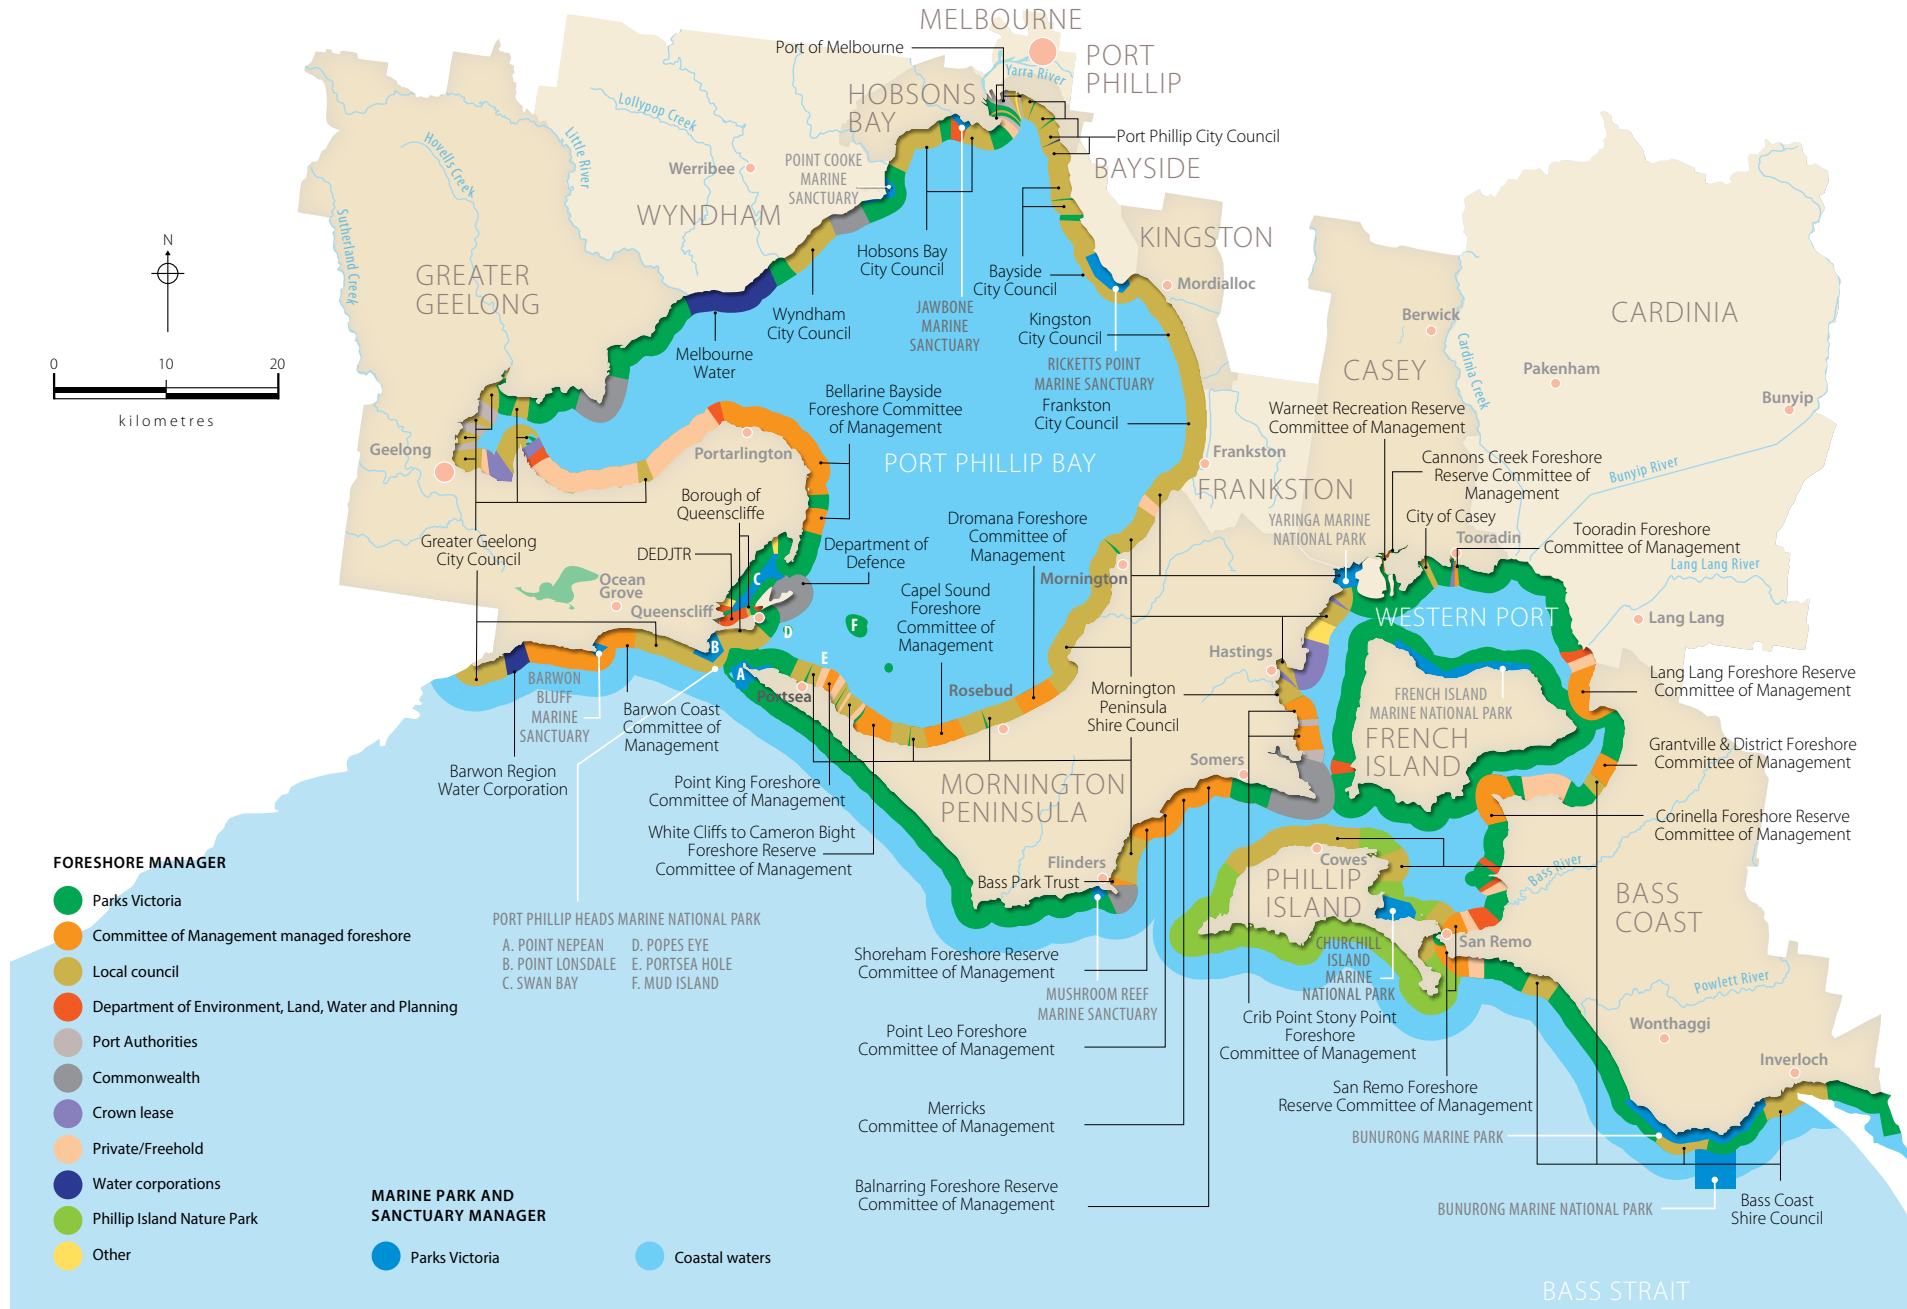 MELBOURNE
Port of Melbourne
PORT
PHILLIP
Yarra River
HOBSONS
BAY
Lollypop Creek
Little River
Hovells Creek
Port Phillip City Council
BAYSIDE
POINT COOKE
MARINE
SANCTUARY
Werribee
WYNDHAM
Sutherland Creek
N
KINGSTON
GREATER
GEELONG
Hobsons Bay
City Council
Bayside
City Council
Mordialloc
CARDINIA
Wyndham
City Council
JAWBONE
MARINE
SANCTUARY
Kingston
City Council
Berwick
Cardinia Creek
0 10 20
kilometres
Melbourne
Water
RICKETTS POINT
MARINE SANCTUARY
CASEY
Pakenham
Bunyip
Bellarine Bayside
Foreshore Committee
of Management
Frankston
City Council
Warneet Recreation Reserve
Committee of Management
Geelong
Portarlington
PORT PHILLIP BAY
Frankston
FRANKSTON
Cannons Creek Foreshore
Reserve Committee of
Management
Bunyip River
Borough of
Queenscliffe
Dromana Foreshore
Committee of
Management
YARINGA MARINE
NATIONAL PARK
City of Casey
Tooradin
Tooradin Foreshore
Committee of Management
Lang Lang River
Greater Geelong
City Council
DEDJTR
Department of
Defence
Mornington
Ocean
Grove
Queenscliff
C
D
F
Capel Sound
Foreshore
Committee of
Management
WESTERN PORT
Lang Lang
B
A
E
Hastings
Portsea
Rosebud
Mornington
Peninsula
Shire Council
FRENCH ISLAND
MARINE NATIONAL PARK
Lang Lang Foreshore Reserve
Committee of Management
BARWON
BLUFF
MARINE
SANCTUARY
Barwon Coast
Committee of
Management
FRENCH
ISLAND
Grantville & District Foreshore
Committee of Management
Barwon Region
Water Corporation
Point King Foreshore
Committee of Management
MORNINGTON
PENINSULA
Somers
Corinella Foreshore Reserve
Committee of Management
White Cliffs to Cameron Bight
Foreshore Reserve
Committee of Management
Flinders
Bass Park Trust
Cowes
PHILLIP
ISLAND
Bass River
BASS
COAST
FORESHORE MANAGER
Parks Victoria
Committee of Management managed foreshore
Local council
Department of Environment, Land, Water and Planning
Port Authorities
Commonwealth
Crown lease
Private/Freehold
Water corporations
Phillip Island Nature Park
Other
PORT PHILLIP HEADS MARINE NATIONAL PARK
A. POINT NEPEAN
B. POINT LONSDALE
C. SWAN BAY
D. POPES EYE
E. PORTSEA HOLE
F. MUD ISLAND
MARINE PARK AND
SANCTUARY MANAGER
Parks Victoria
Coastal waters
Shoreham Foreshore Reserve
Committee of Management
MUSHROOM REEF
MARINE SANCTUARY
CHURCHILL
ISLAND
MARINE
NATIONAL PARK
San Remo
Powlett River
Wonthaggi
Point Leo Foreshore
Committee of Management
Crib Point Stony Point
Foreshore
Committee of Management
Inverloch
San Remo Foreshore
Reserve Committee of Management
Merricks
Committee of Management
BUNURONG MARINE PARK
Balnarring Foreshore Reserve
Committee of Management
BUNURONG MARINE NATIONAL PARK
Bass Coast
Shire Council
BASS STRAIT